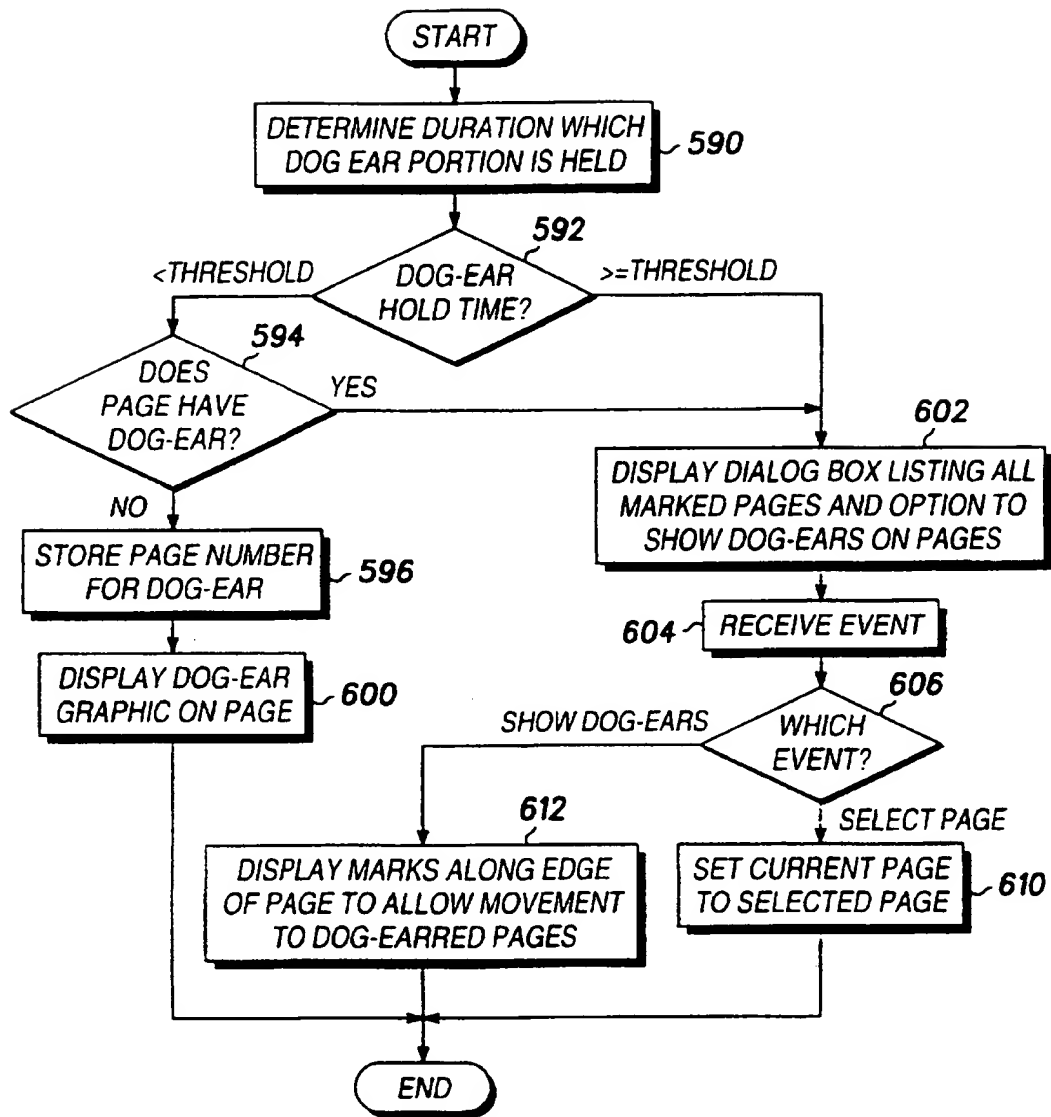 START
DETERMINE DURATION WHICH
DOG EAR PORTION IS HELD
590
592
<THRESHOLD
DOG-EAR
HOLD TIME?
>=THRESHOLD
594
DOES
PAGE HAVE
DOG-EAR?
YES
NO
STORE PAGE NUMBER
FOR DOG-EAR
596
DISPLAY DOG-EAR
GRAPHIC ON PAGE
600
602
DISPLAY DIALOG BOX LISTING ALL
MARKED PAGES AND OPTION TO
SHOW DOG-EARS ON PAGES
604
RECEIVE EVENT
606
SHOW DOG-EARS
WHICH
EVENT?
SELECT PAGE
612
DISPLAY MARKS ALONG EDGE
OF PAGE TO ALLOW MOVEMENT
TO DOG-EARRED PAGES
SET CURRENT PAGE
TO SELECTED PAGE
610
END